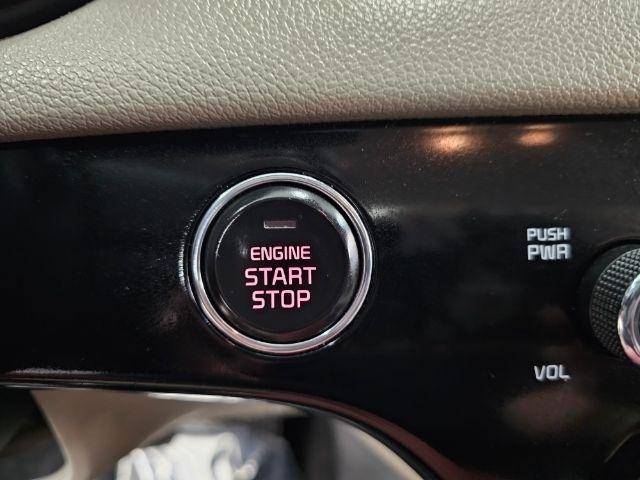 ENGINE
START
STOP
PUSH
PWR
VOL